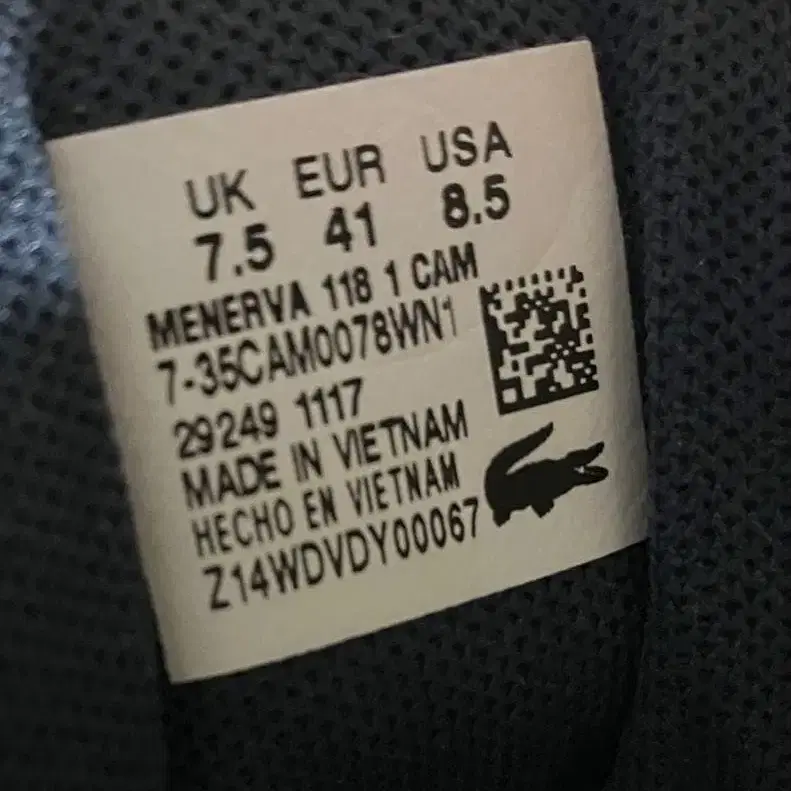 UK EUR USA
7.5 41 8.5
MENERVA 118 1 CAM
7-35CAM0078WN1
29249 1117
MADE IN VIETNAM
HECHO EN VIETNAM
Z14WDVDY00067